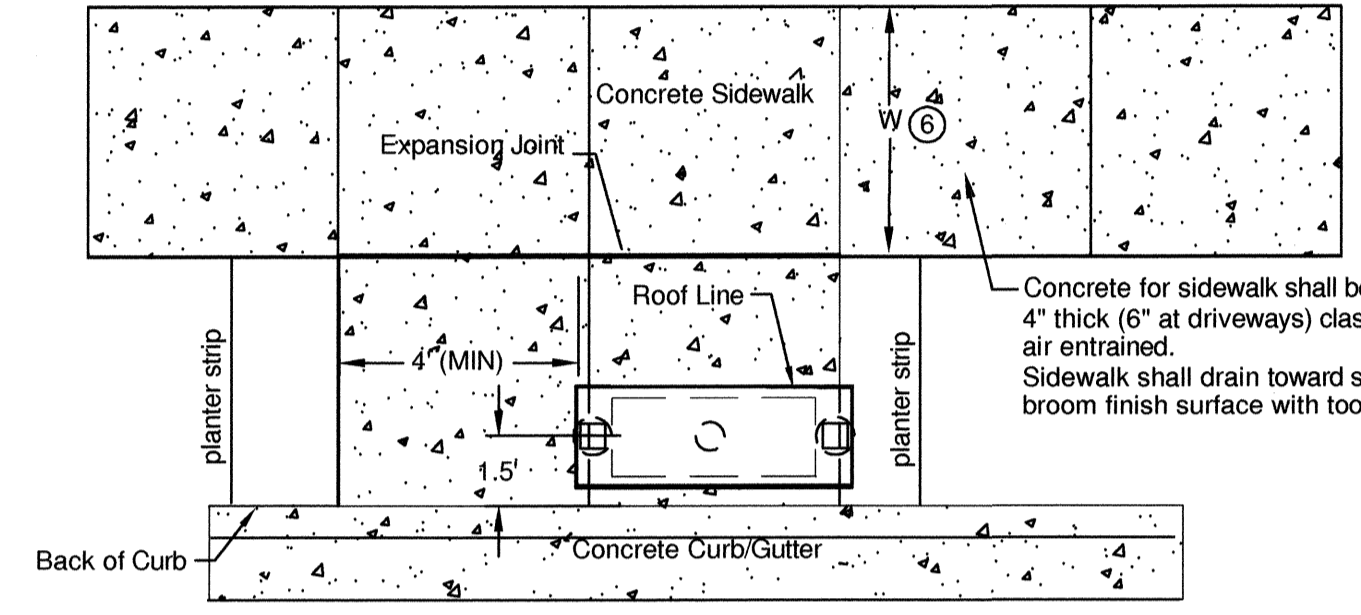 Concrete Sidewalk
W 6
Expansion Joint
Roof Line
Concrete for sidewalk shall be
4" thick (6" at driveways)
air entrained.
Sidewalk shall drain toward
broom finish surface with
4' (MIN)
planter strip
planter strip
1.5'
Back of Curb
Concrete Curb/Gutter